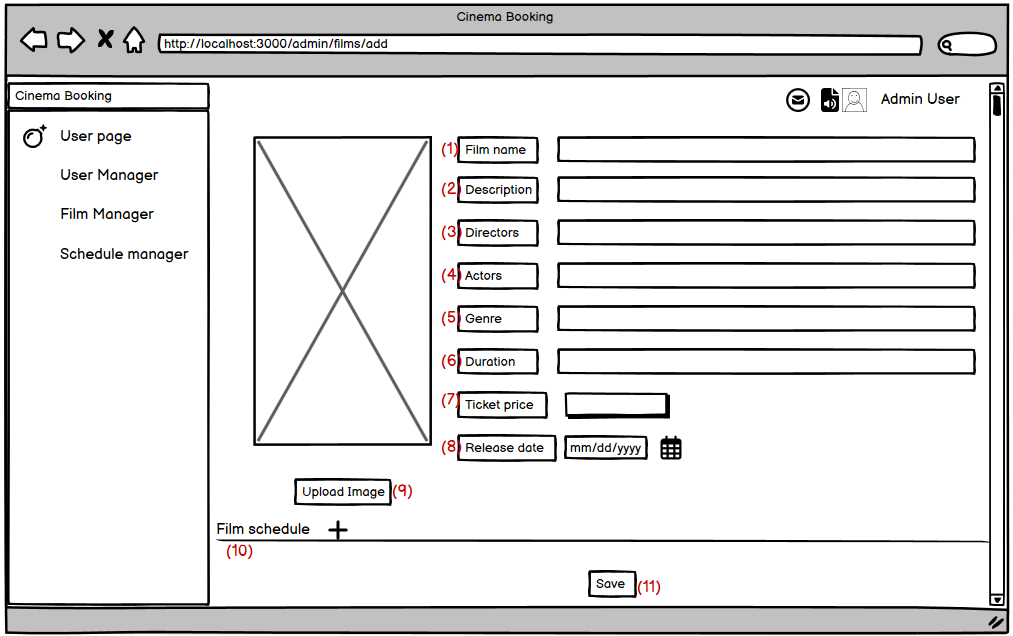 Cinema Booking
http://localhost:3000/admin/films/add
Cinema Booking
Admin User
User page
User Manager
Film Manager
Schedule manager
(1) Film name
(2) Description
(3) Directors
(4) Actors
(5) Genre
(6) Duration
(7) Ticket price
(8) Release date mm/dd/yyyy
Upload Image (9)
Film schedule
(10)
Save (11)